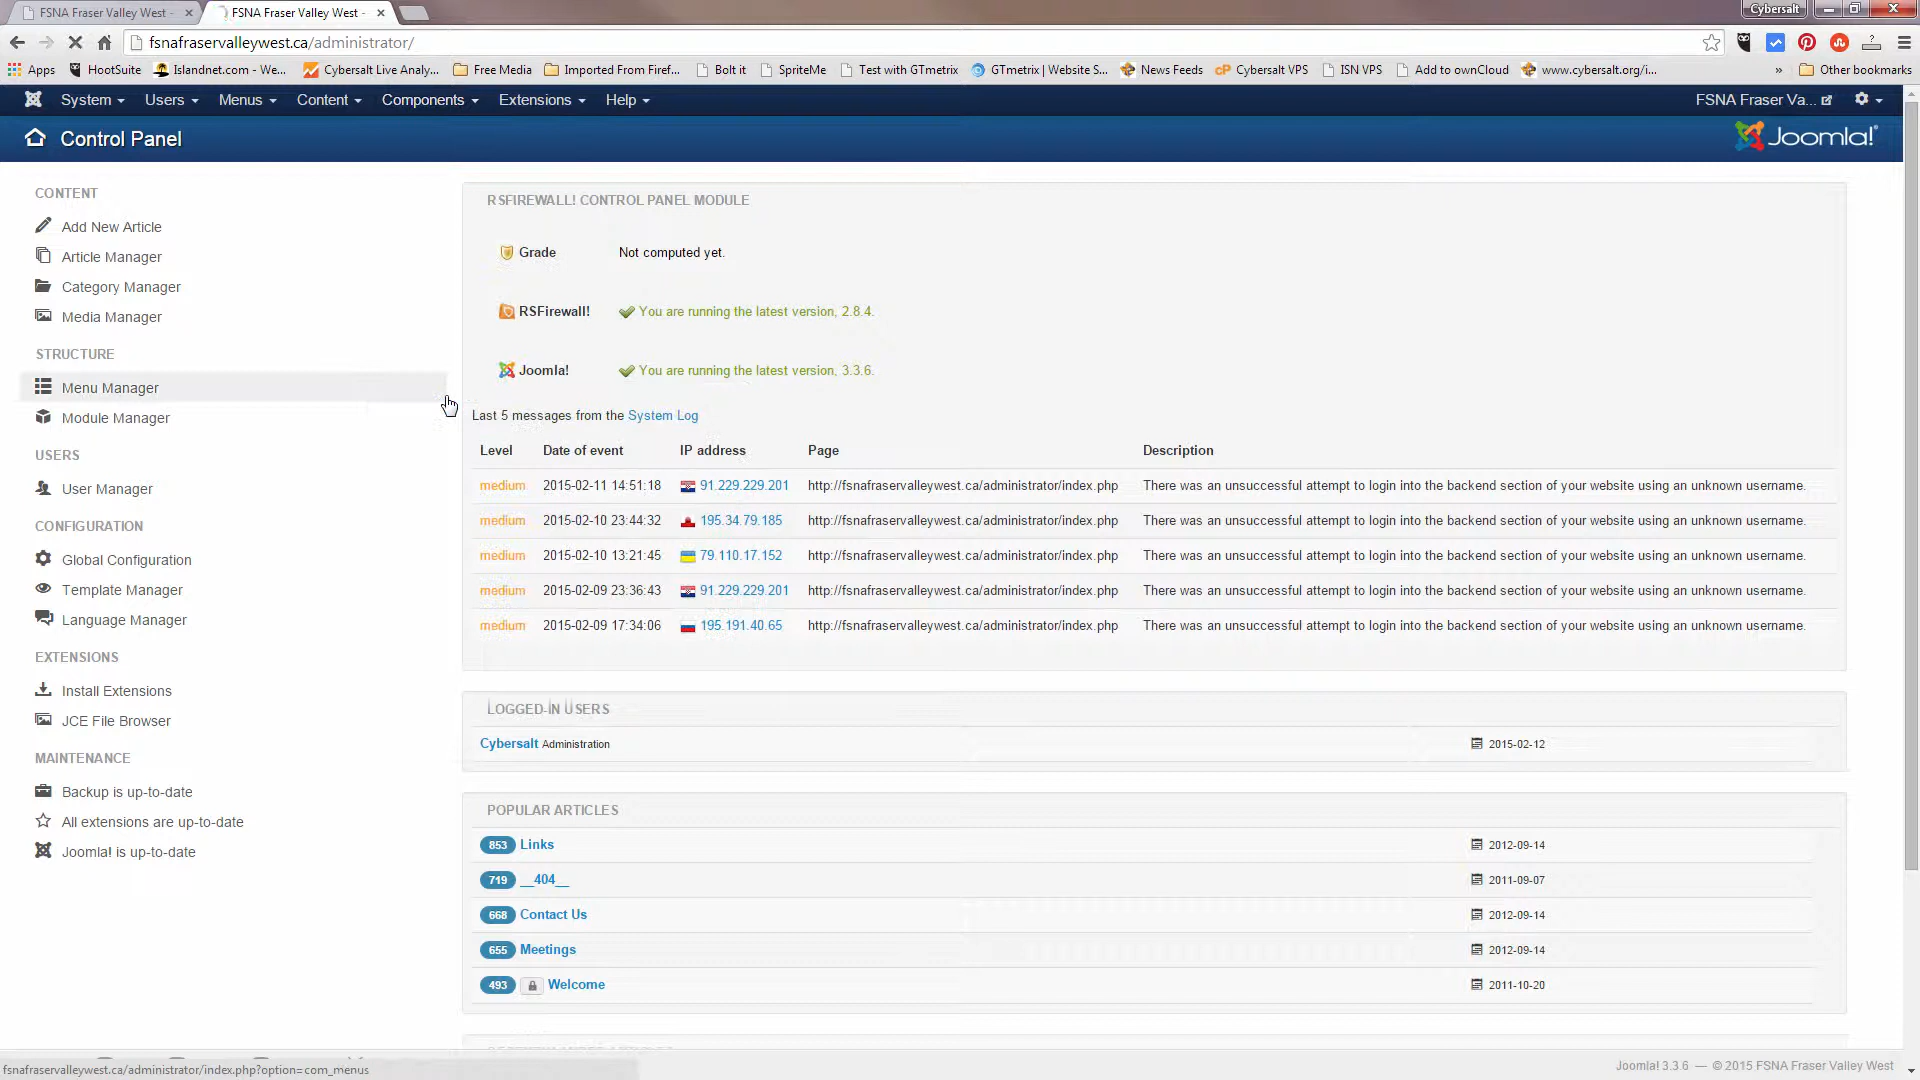 FSNA Fraser Valley West -
FSNA Fraser Valley West -
Cybersalt
fsnafraservalleywest.ca/administrator/
Apps
HootSuite
Islandnet.com - We...
Cybersalt Live Analy...
Free Media
Imported From Firef...
Bolt it
SpriteMe
Test with GTmetrix
GTmetrix | Website S...
News Feeds
Cybersalt VPS
ISN VPS
Add to ownCloud
www.cybersalt.org/i...
»
Other bookmarks
System
Users
Menus
Content
Components
Extensions
Help
FSNA Fraser Va...
Control Panel
Joomla!
CONTENT
Add New Article
Article Manager
Category Manager
Media Manager
STRUCTURE
Menu Manager
Module Manager
USERS
User Manager
CONFIGURATION
Global Configuration
Template Manager
Language Manager
EXTENSIONS
Install Extensions
JCE File Browser
MAINTENANCE
Backup is up-to-date
All extensions are up-to-date
Joomla! is up-to-date
RSFIREWALL! CONTROL PANEL MODULE
Grade Not computed yet.
RSFirewall! You are running the latest version, 2.8.4.
Joomla! You are running the latest version, 3.3.6.
Last 5 messages from the System Log
Level Date of event IP address Page Description
medium 2015-02-11 14:51:18 91.229.229.201 http://fsnafraservalleywest.ca/administrator/index.php There was an unsuccessful attempt to login into the backend section of your website using an unknown username.
medium 2015-02-10 23:44:32 195.34.79.185 http://fsnafraservalleywest.ca/administrator/index.php There was an unsuccessful attempt to login into the backend section of your website using an unknown username.
medium 2015-02-10 13:21:45 79.110.17.152 http://fsnafraservalleywest.ca/administrator/index.php There was an unsuccessful attempt to login into the backend section of your website using an unknown username.
medium 2015-02-09 23:36:43 91.229.229.201 http://fsnafraservalleywest.ca/administrator/index.php There was an unsuccessful attempt to login into the backend section of your website using an unknown username.
medium 2015-02-09 17:34:06 195.191.40.65 http://fsnafraservalleywest.ca/administrator/index.php There was an unsuccessful attempt to login into the backend section of your website using an unknown username.
LOGGED-IN USERS
Cybersalt Administration 2015-02-12
POPULAR ARTICLES
853 Links 2012-09-14
719 __404__ 2011-09-07
668 Contact Us 2012-09-14
655 Meetings 2012-09-14
493 Welcome 2011-10-20
fsnafraservalleywest.ca/administrator/index.php?option=com_menus
Joomla! 3.3.6 — © 2015 FSNA Fraser Valley West